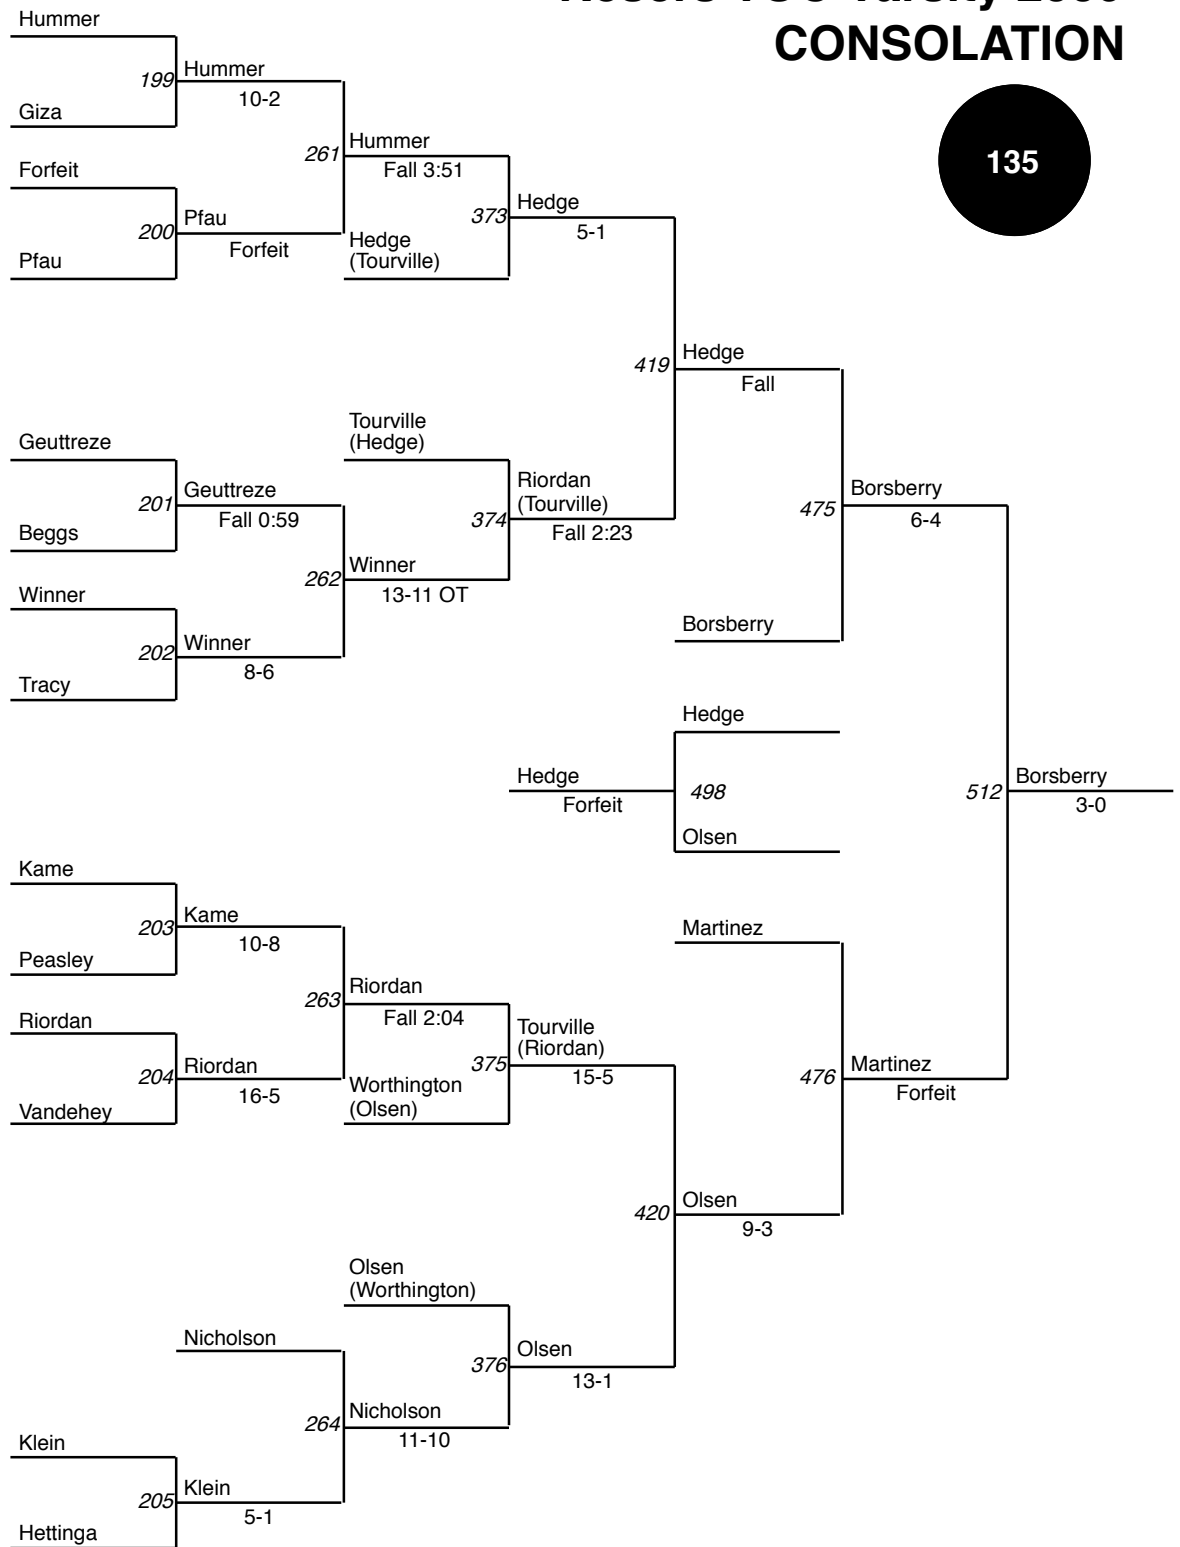 CONSOLATION
135
Hummer
199
Hummer
10-2
Giza
261
Hummer
Fall 3:51
Forfeit
200
Pfau
Forfeit
Pfau
Hedge
(Tourville)
373
Hedge
5-1
419
Hedge
Fall
Geuttreze
201
Geuttreze
Fall 0:59
Beggs
262
Winner
13-11 OT
Winner
202
Winner
8-6
Tracy
Tourville
(Hedge)
374
Riordan
(Tourville)
Fall 2:23
475
Borsberry
6-4
Borsberry
Hedge
Hedge
Forfeit
498
Olsen
512
Borsberry
3-0
Kame
203
Kame
10-8
Peasley
263
Riordan
Fall 2:04
Riordan
204
Riordan
16-5
Vandehey
Worthington
(Olsen)
375
Tourville
(Riordan)
15-5
Martinez
476
Martinez
Forfeit
420
Olsen
9-3
Olsen
(Worthington)
376
Olsen
13-1
Nicholson
264
Nicholson
11-10
Klein
205
Klein
5-1
Hettinga